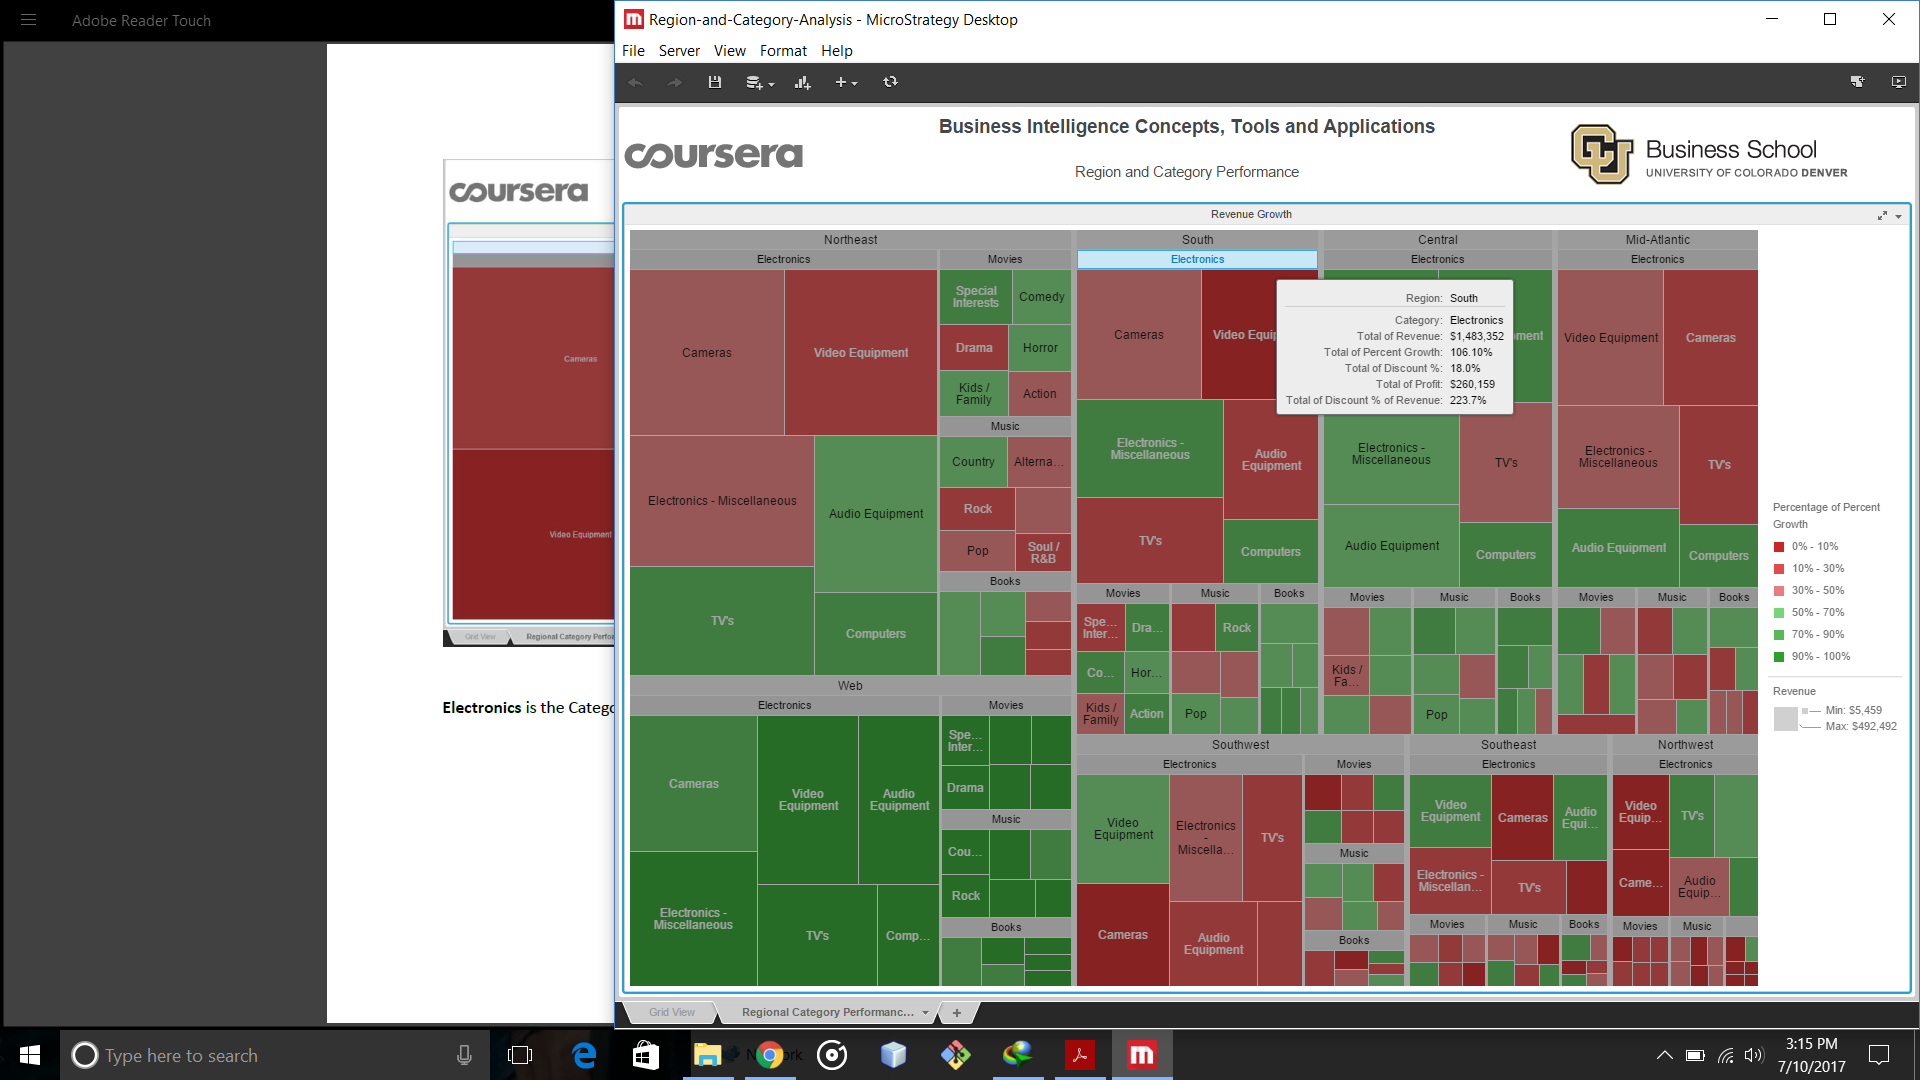 Adobe Reader Touch
coursera
Cameras
Video Equipment
Grid View
Regional Category Perfor
Electronics is the Catego
Region-and-Category-Analysis - MicroStrategy Desktop
File Server View Format Help
coursera
Business Intelligence Concepts, Tools and Applications
Region and Category Performance
Business School
UNIVERSITY OF COLORADO DENVER
Revenue Growth
Northeast
Electronics
Cameras
Video Equipment
Electronics - Miscellaneous
Audio Equipment
TV's
Computers
Movies
Special
Interests
Comedy
Drama
Horror
Kids /
Family
Action
Music
Country
Alterna...
Rock
Pop
Soul /
R&B
Books
South
Electronics
Cameras
Video Equip
Electronics -
Miscellaneous
Audio
Equipment
TV's
Computers
Movies
Spe...
Inter...
Dra...
Co...
Hor...
Kids /
Family
Action
Music
Rock
Pop
Books
Region: South
Category: Electronics
Total of Revenue: $1,483,352
Total of Percent Growth: 106.10%
Total of Discount %: 18.0%
Total of Profit: $260,159
Total of Discount % of Revenue: 223.7%
Central
Electronics
ment
Electronics -
Miscellaneous
TV's
Audio Equipment
Computers
Movies
Kids /
Fa...
Music
Pop
Books
Mid-Atlantic
Electronics
Video Equipment
Cameras
Electronics -
Miscellaneous
TV's
Audio Equipment
Computers
Movies
Music
Books
Web
Electronics
Cameras
Video
Equipment
Audio
Equipment
Electronics -
Miscellaneous
TV's
Comp...
Movies
Spe...
Inter...
Drama
Music
Cou...
Rock
Books
Southwest
Electronics
Video
Equipment
Electronics
-
Miscella...
TV's
Cameras
Audio
Equipment
Movies
Music
Books
Southeast
Electronics
Video
Equipment
Cameras
Audio
Equi...
Electronics -
Miscellan...
TV's
Movies
Music
Books
Northwest
Electronics
Video
Equip...
TV's
Came...
Audio
Equip...
Movies
Music
Percentage of Percent
Growth
0% - 10%
10% - 30%
30% - 50%
50% - 70%
70% - 90%
90% - 100%
Revenue
Min: $5,459
Max: $492,492
Grid View
Regional Category Performanc...
Type here to search
3:15 PM
7/10/2017